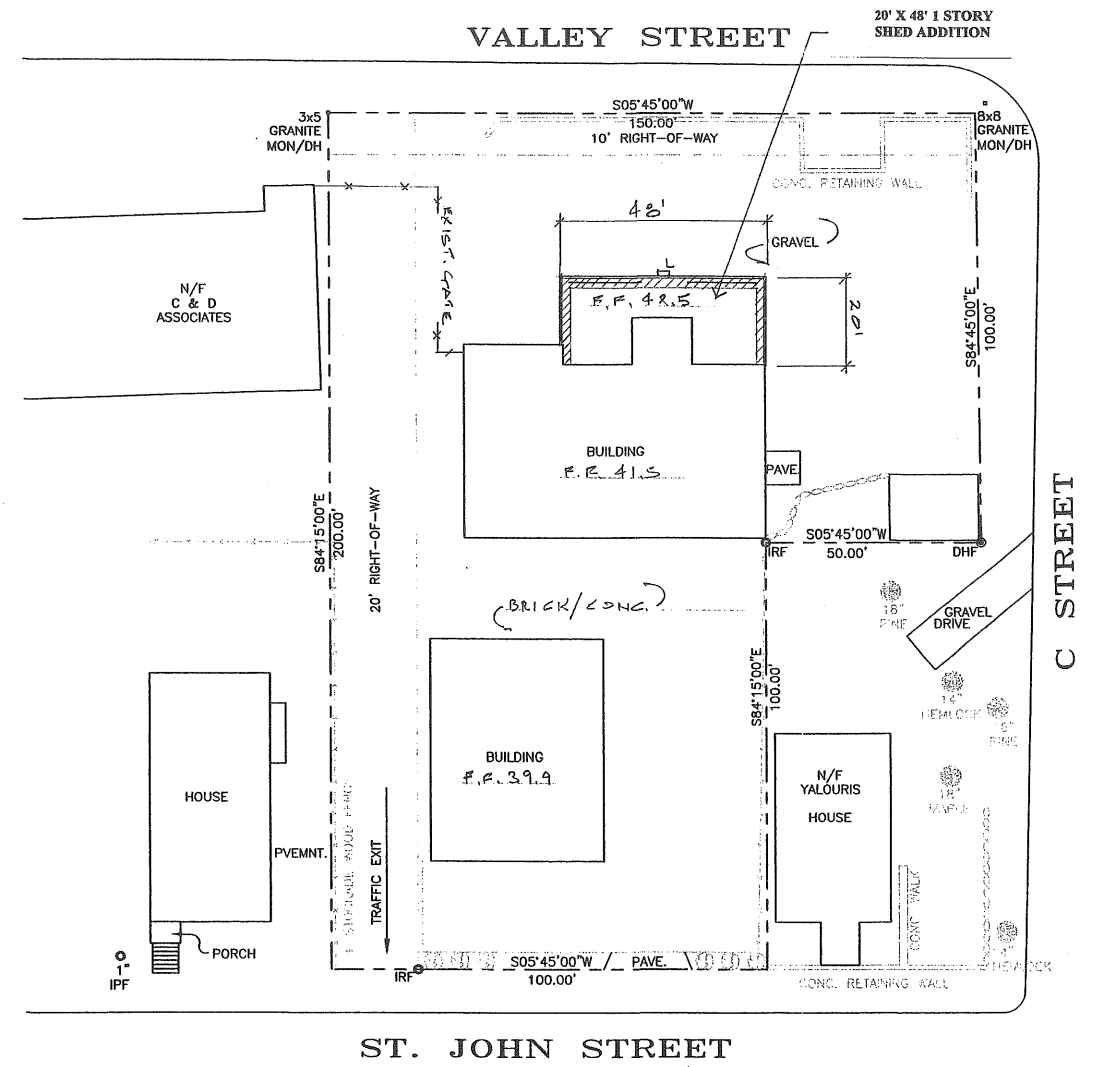 20' X 48' 1 STORY
SHED ADDITION
VALLEY STREET
3x5
GRANITE
MON/DH
S05°45'00"W
150.00'
10' RIGHT-OF-WAY
8x8
GRANITE
MON/DH
CONC. RETAINING WALL
48'
GRAVEL
EXIST. GATE
N/F
C & D
ASSOCIATES
F.F. 42.5
20'
S84°45'00"E
100.00'
BUILDING
F.F. 41.5
PAVE.
S84°15'00"E
200.00'
20' RIGHT-OF-WAY
S05°45'00"W
50.00'
IRF
DHF
C STREET
BRICK/CONC.
18"
PINE
GRAVEL
DRIVE
S84°15'00"E
100.00'
14"
HEMLOCK
6"
PINE
BUILDING
F.F. 39.9
N/F
YALOURIS
HOUSE
18"
MAPLE
HOUSE
PVEMNT.
STOCKADE WOOD FENCE
TRAFFIC EXIT
CONC WALK
PORCH
1"
IPF
IRF
S05°45'00"W
100.00'
PAVE.
HEMLOCK
CONC. RETAINING WALL
ST. JOHN STREET